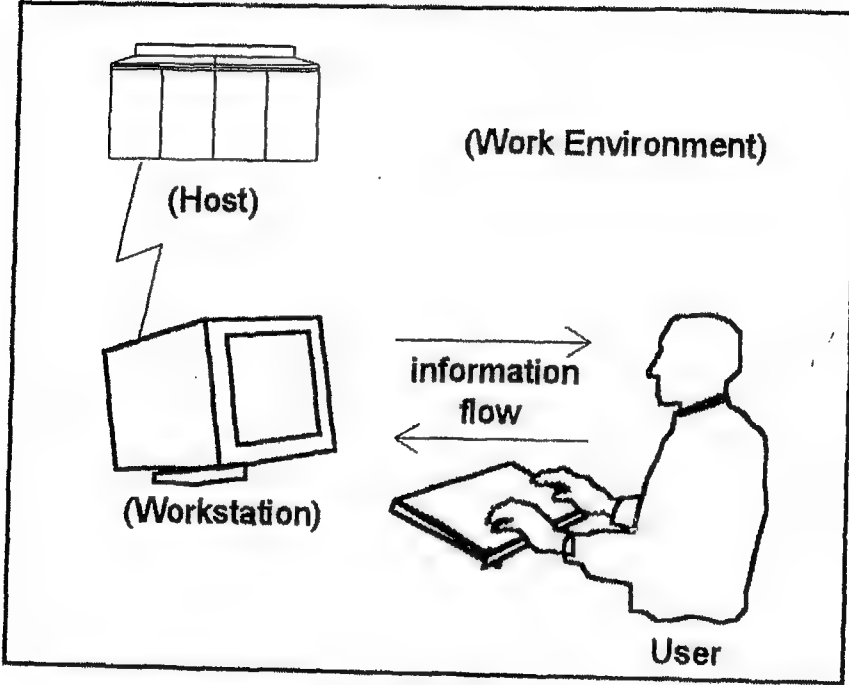 (Work Environment)
(Host)
information
flow
(Workstation)
User